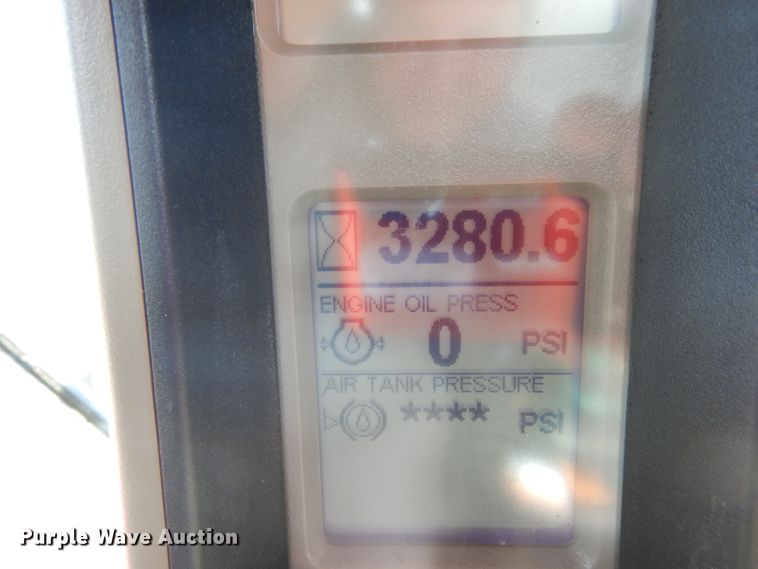 3280.6
ENGINE OIL PRESS
0 PSI
AIR TANK PRESSURE
**** PSI
Purple Wave Auction